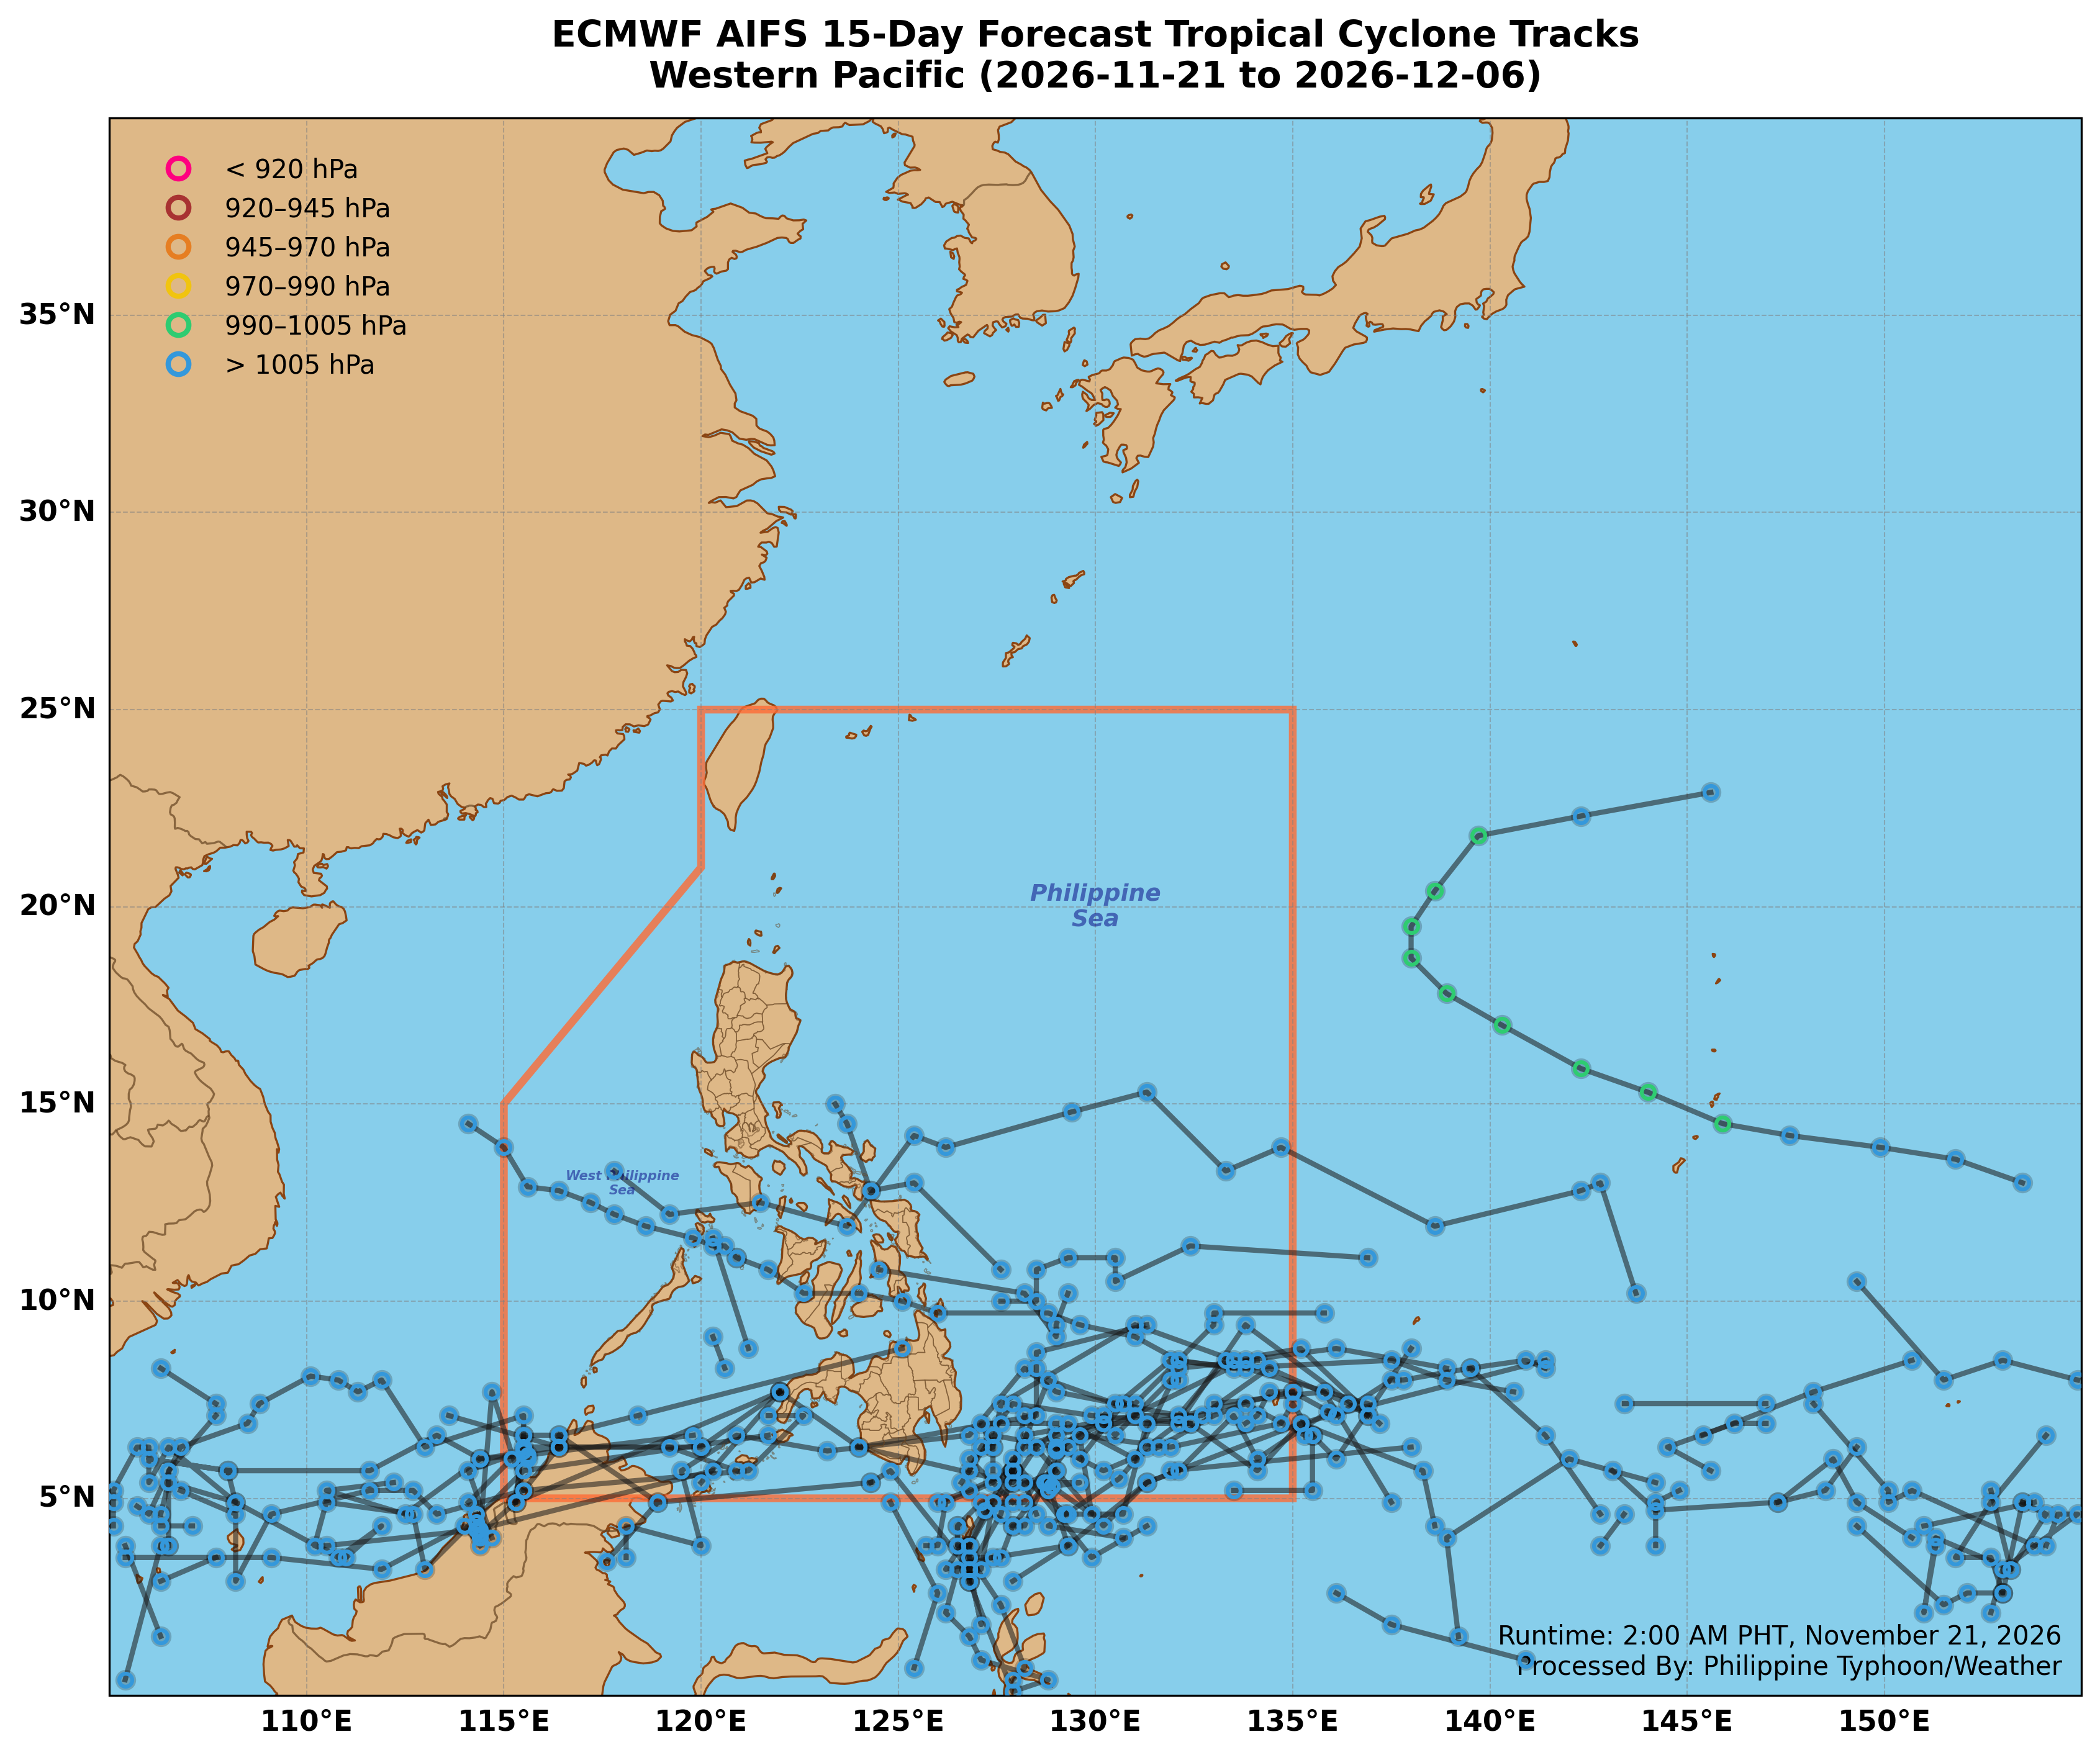 ECMWF AIFS 15-Day Forecast Tropical Cyclone Tracks
Western Pacific (2026-11-21 to 2026-12-06)
< 920 hPa
920–945 hPa
945–970 hPa
970–990 hPa
990–1005 hPa
> 1005 hPa
35°N
30°N
25°N
20°N
15°N
10°N
5°N
Philippine
Sea
West Philippine
Sea
Runtime: 2:00 AM PHT, November 21, 2026
Processed By: Philippine Typhoon/Weather
110°E
115°E
120°E
125°E
130°E
135°E
140°E
145°E
150°E